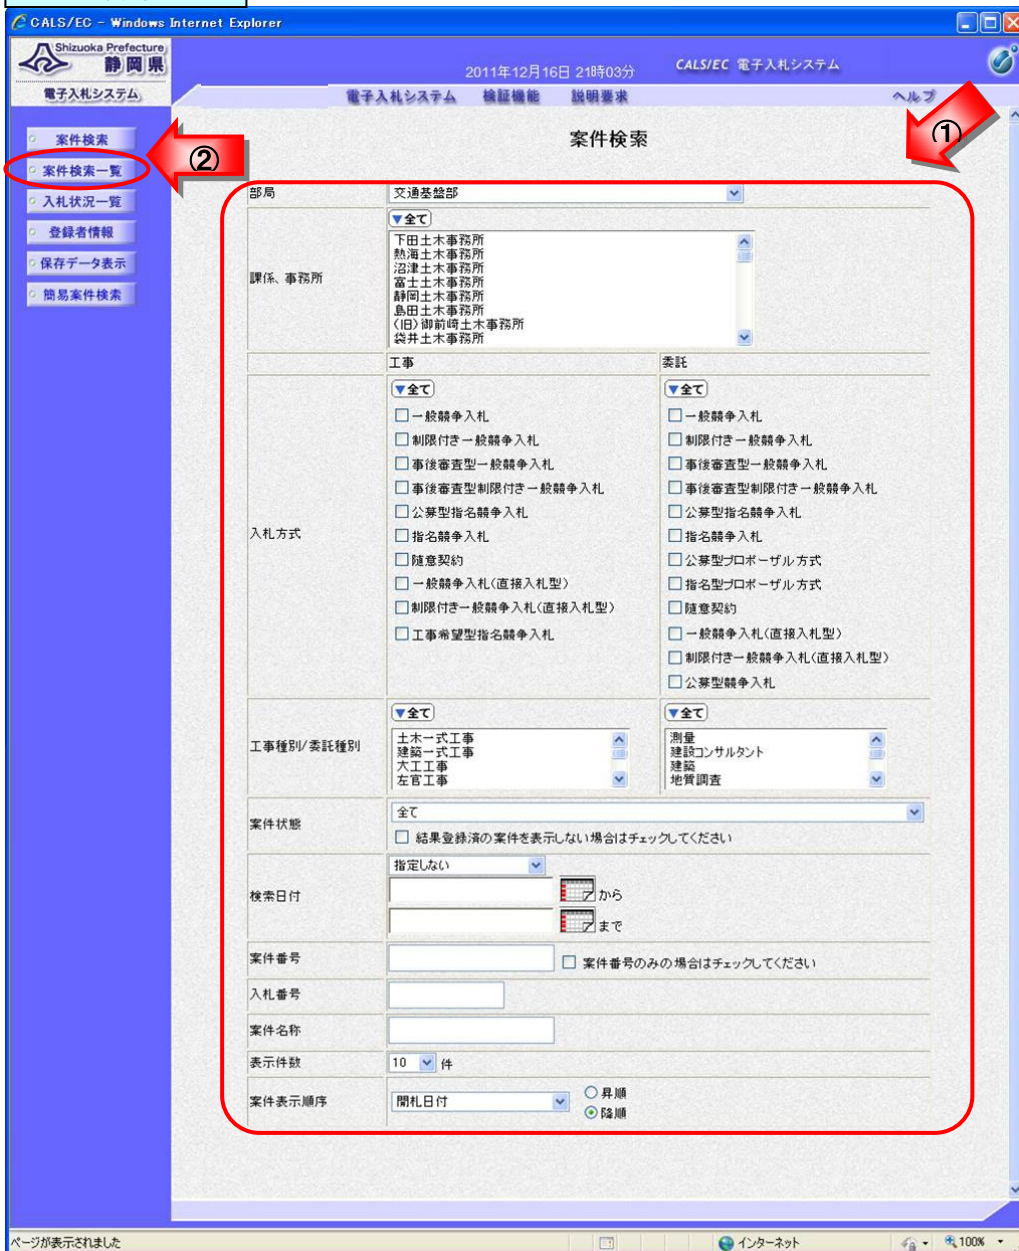 CALS/EC - Windows Internet Explorer
Shizuoka Prefecture
静岡県
電子入札システム
2011年12月16日 21時03分
CALS/EC 電子入札システム
電子入札システム 検証機能 説明要求 ヘルプ
案件検索
案件検索一覧
入札状況一覧
登録者情報
保存データ表示
簡易案件検索
①
②
案件検索
部局 交通基盤部
課係、事務所
▼全て
下田土木事務所
熱海土木事務所
沼津土木事務所
富士土木事務所
静岡土木事務所
島田土木事務所
(旧)御前崎土木事務所
袋井土木事務所
工事 委託
入札方式
▼全て
一般競争入札
制限付き一般競争入札
事後審査型一般競争入札
事後審査型制限付き一般競争入札
公募型指名競争入札
指名競争入札
随意契約
一般競争入札(直接入札型)
制限付き一般競争入札(直接入札型)
工事希望型指名競争入札
▼全て
一般競争入札
制限付き一般競争入札
事後審査型一般競争入札
事後審査型制限付き一般競争入札
公募型指名競争入札
指名競争入札
公募型プロポーザル方式
指名型プロポーザル方式
随意契約
一般競争入札(直接入札型)
制限付き一般競争入札(直接入札型)
公募型競争入札
工事種別/委託種別
▼全て
土木一式工事
建築一式工事
大工工事
左官工事
▼全て
測量
建設コンサルタント
建築
地質調査
案件状態 全て
結果登録済の案件を表示しない場合はチェックしてください
検索日付 指定しない
から
まで
案件番号 案件番号のみの場合はチェックしてください
入札番号
案件名称
表示件数 10 件
案件表示順序 開札日付
昇順
降順
ページが表示されました インターネット 100%